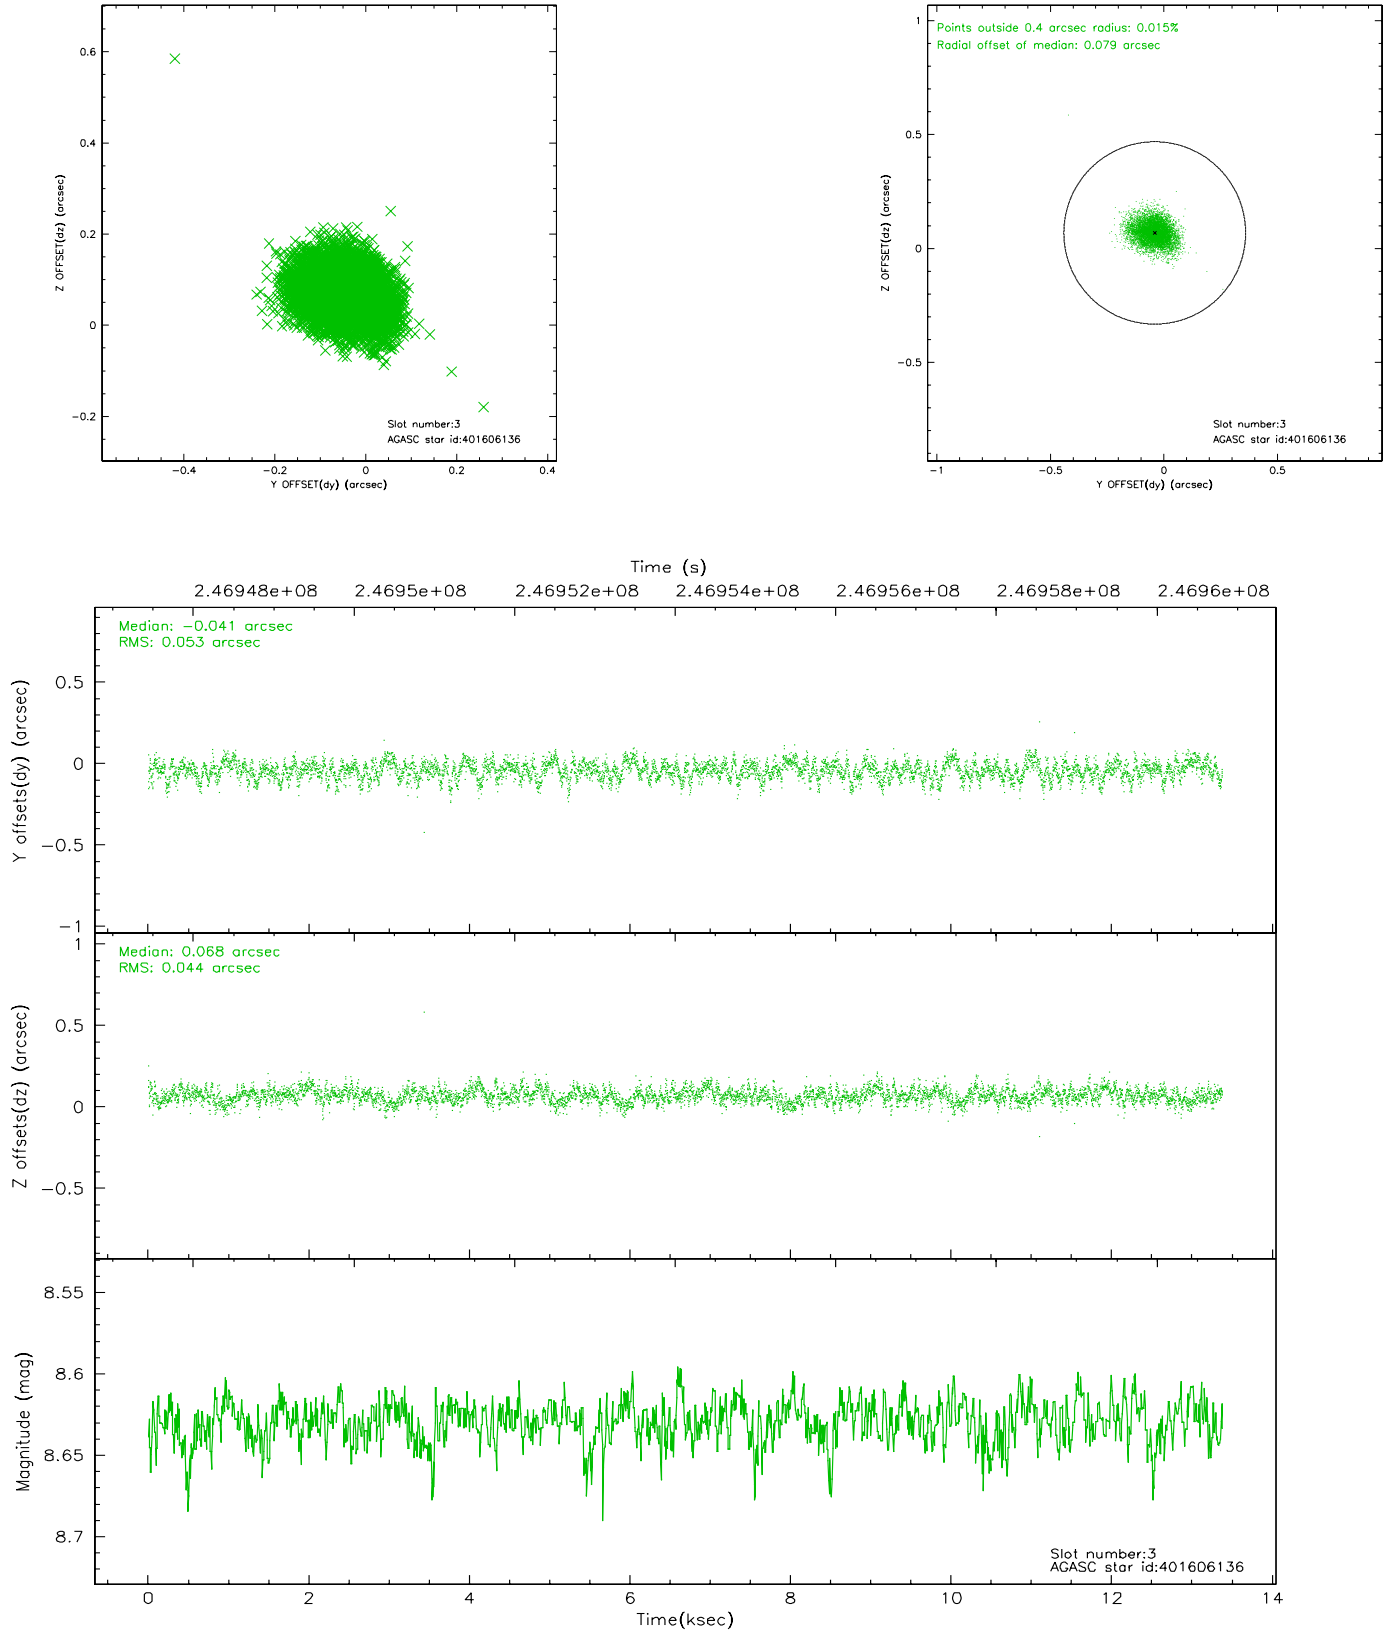 0.6
0.4
0.2
0
−0.2
Z OFFSET(dz) (arcsec)
−0.4
−0.2
0
0.2
0.4
Y OFFSET(dy) (arcsec)
Slot number:3
AGASC star id:401606136
Points outside 0.4 arcsec radius: 0.015%
Radial offset of median: 0.079 arcsec
1
0.5
0
−0.5
Z OFFSET(dz) (arcsec)
−1
−0.5
0
0.5
Y OFFSET(dy) (arcsec)
Slot number:3
AGASC star id:401606136
Time (s)
2.46948e+08
2.4695e+08
2.46952e+08
2.46954e+08
2.46956e+08
2.46958e+08
2.4696e+08
Median: −0.041 arcsec
RMS: 0.053 arcsec
0.5
0
−0.5
−1
Y offsets(dy) (arcsec)
Median: 0.068 arcsec
RMS: 0.044 arcsec
1
0.5
0
−0.5
Z offsets(dz) (arcsec)
8.55
8.6
8.65
8.7
Magnitude (mag)
Slot number:3
AGASC star id:401606136
0
2
4
6
8
10
12
14
Time(ksec)